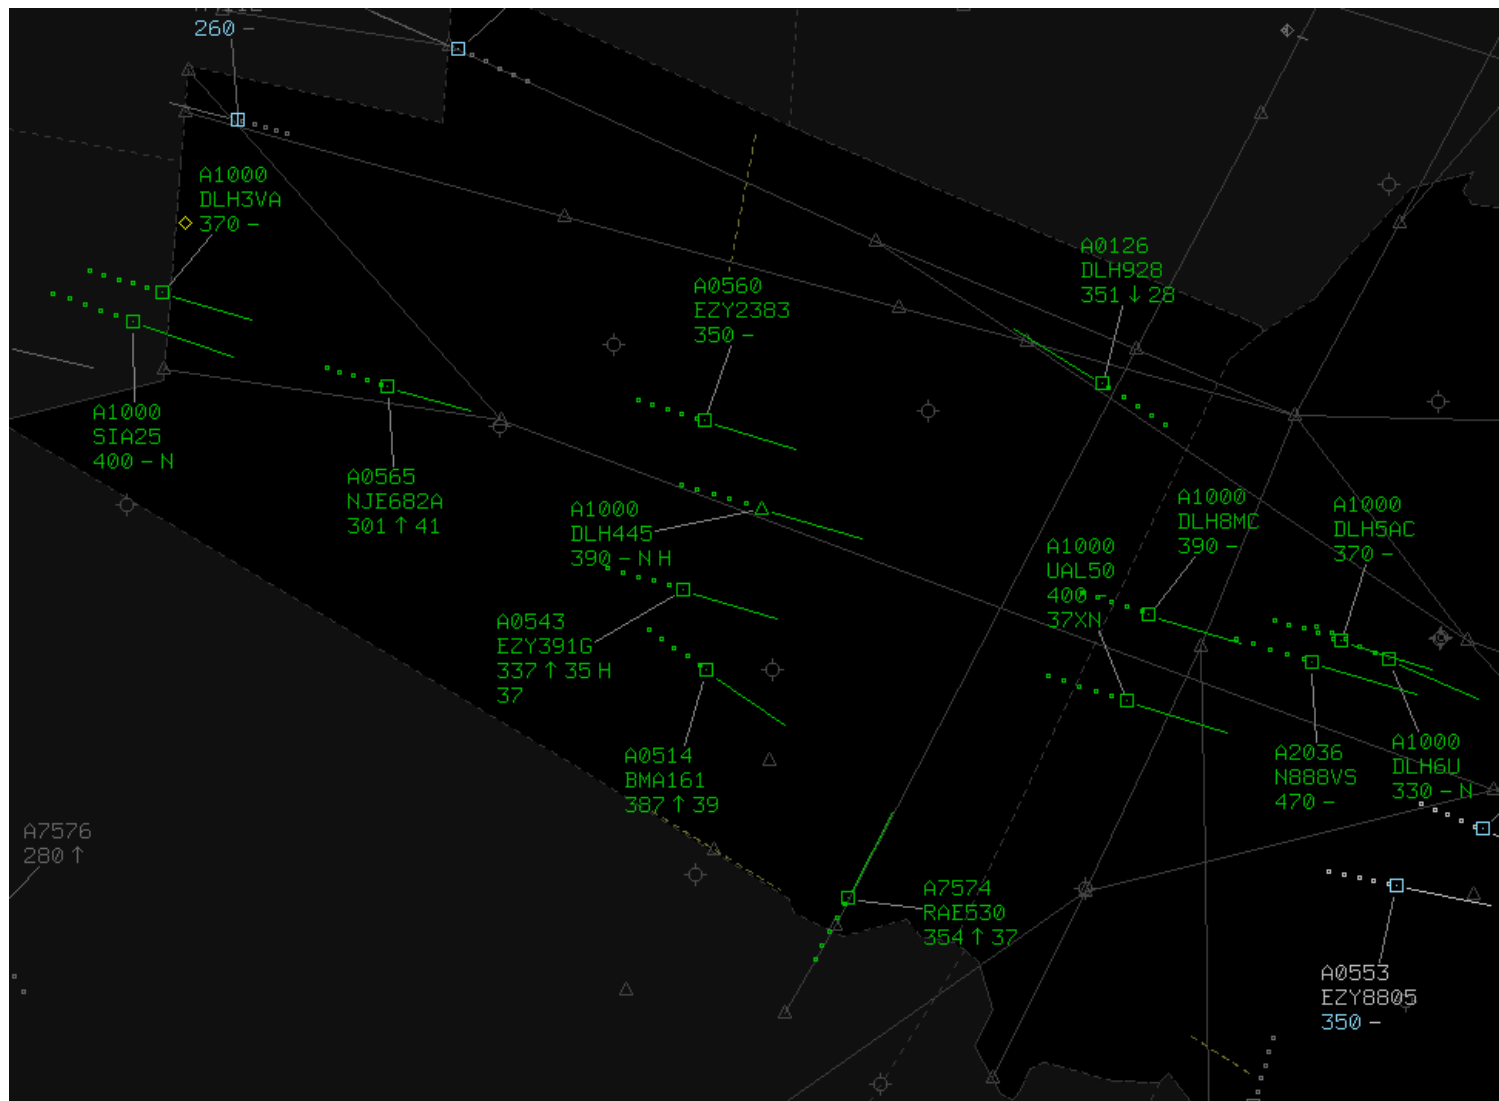 260 -
A1000
DLH3VA
370 -
A0126
DLH928
351 ↓ 28
A0560
EZY2383
350 -
A1000
SIA25
400 - N
A0565
NJE682A
301 ↑ 41
A1000
DLH445
390 - N H
A1000
DLH8MC
390 -
A1000
DLH5AC
370 -
A1000
UAL50
400 -
37XN
A0543
EZY391G
337 ↑ 35 H
37
A0514
BMA161
387 ↑ 39
A2036
N888VS
470 -
A1000
DLH6U
330 - N
A7576
280 ↑
A7574
RAE530
354 ↑ 37
A0553
EZY8805
350 -